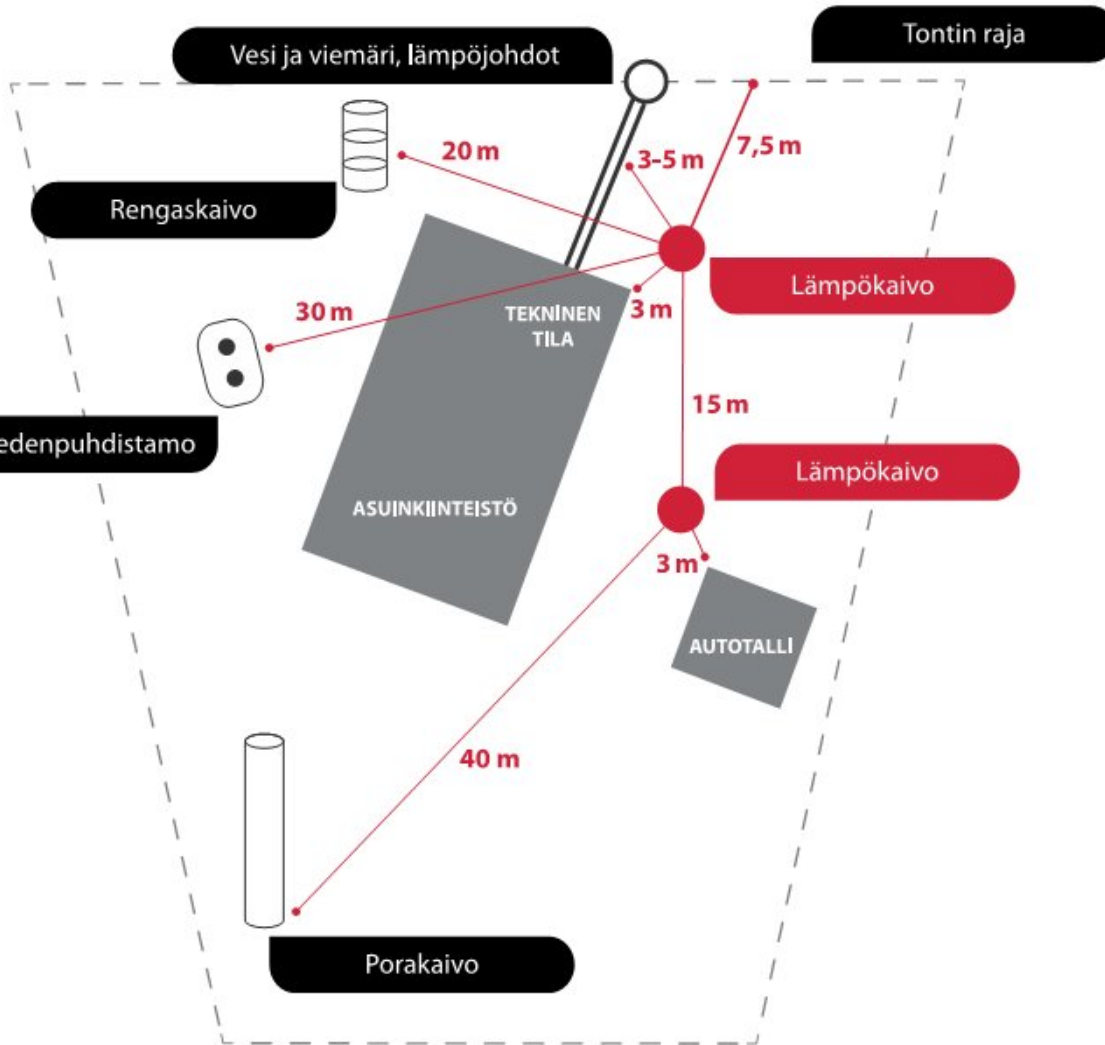 Tontin raja
Vesi ja viemäri, lämpöjohdot
20 m
3-5 m
7,5 m
Rengaskaivo
Lämpökaivo
30 m
3 m
TEKNINEN
TILA
15 m
edenpuhdistamo
Lämpökaivo
ASUINKIINTEISTÖ
3 m
AUTOTALLI
40 m
Porakaivo